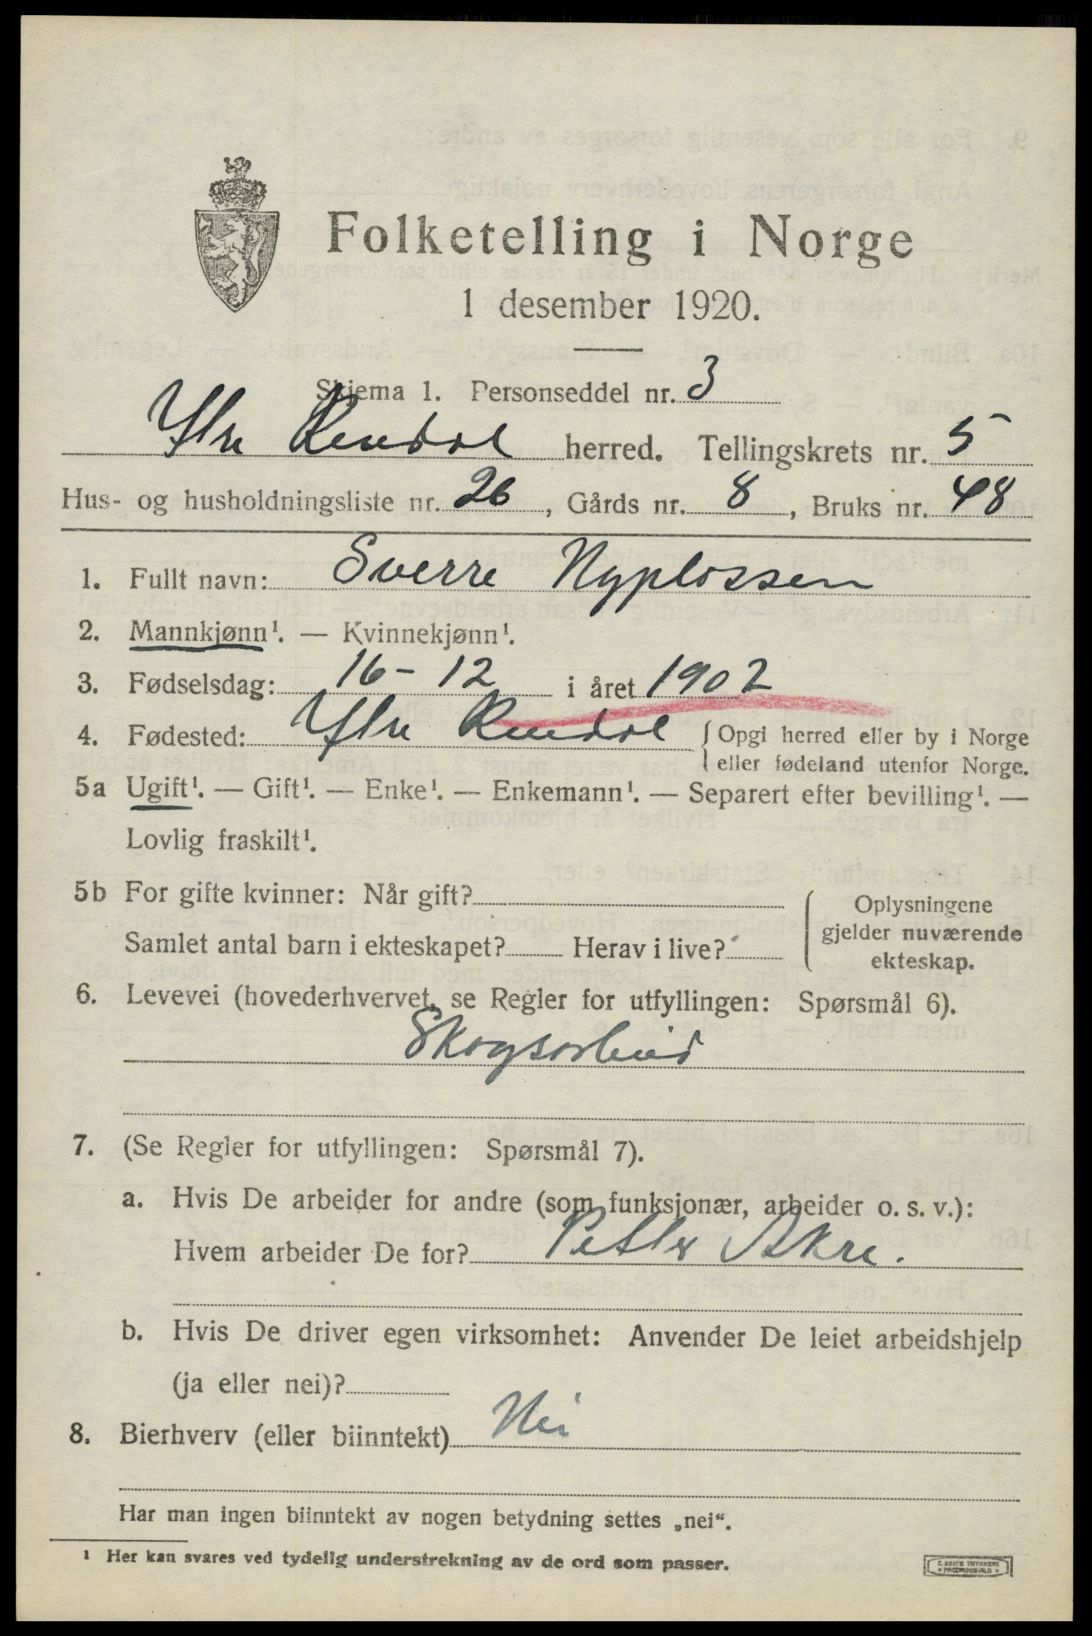 Folketelling i Norge
1 desember 1920.
Skjema 1. Personseddel nr. 3
Ytre Rendal herred. Tellingskrets nr. 5
Hus- og husholdningsliste nr. 26, Gårds nr. 8, Bruks nr. 48
1. Fullt navn: Sverre Nyplassen
2. Mannkjønn¹. — Kvinnekjønn¹.
3. Fødselsdag: 16-12 i året 1902
4. Fødested: Ytre Rendal { Opgi herred eller by i Norge
eller fødeland utenfor Norge.
5a Ugift¹. — Gift¹. — Enke¹. — Enkemann¹. — Separert efter bevilling¹. —
Lovlig fraskilt¹.
5b For gifte kvinner: Når gift?
Samlet antal barn i ekteskapet? Herav i live?
{ Oplysningene
gjelder nuværende
ekteskap.
6. Levevei (hovederhvervet, se Regler for utfyllingen: Spørsmål 6).
Skogsarbeid
7. (Se Regler for utfyllingen: Spørsmål 7).
a. Hvis De arbeider for andre (som funksjonær, arbeider o. s. v.):
Hvem arbeider De for? Petter Akre.
b. Hvis De driver egen virksomhet: Anvender De leiet arbeidshjelp
(ja eller nei)?
8. Bierhverv (eller biinntekt) Nei
Har man ingen biinntekt av nogen betydning settes „nei“.
¹ Her kan svares ved tydelig understrekning av de ord som passer.